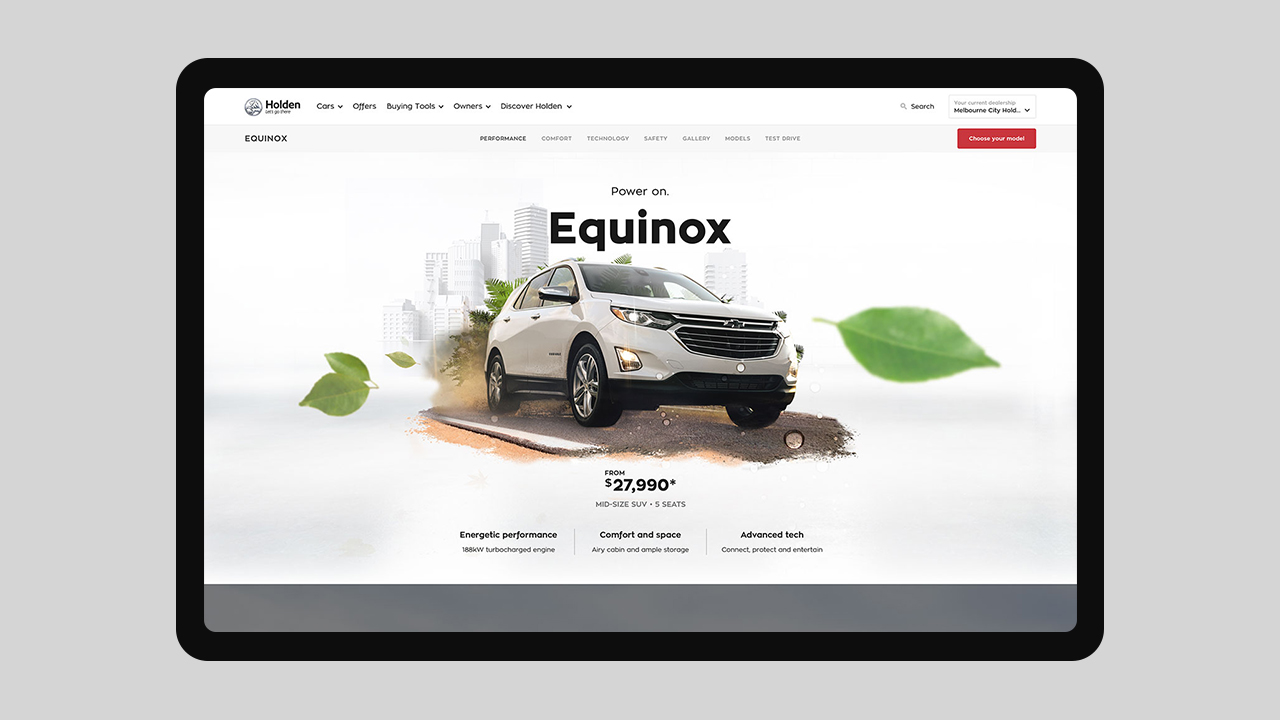 Holden
Let's go there
Cars
Offers
Buying Tools
Owners
Discover Holden
Search
Your current dealership
Melbourne City Hold...
EQUINOX
PERFORMANCE
COMFORT
TECHNOLOGY
SAFETY
GALLERY
MODELS
TEST DRIVE
Choose your model
Power on.
Equinox
FROM
$27,990*
MID-SIZE SUV • 5 SEATS
Energetic performance
188kW turbocharged engine
Comfort and space
Airy cabin and ample storage
Advanced tech
Connect, protect and entertain